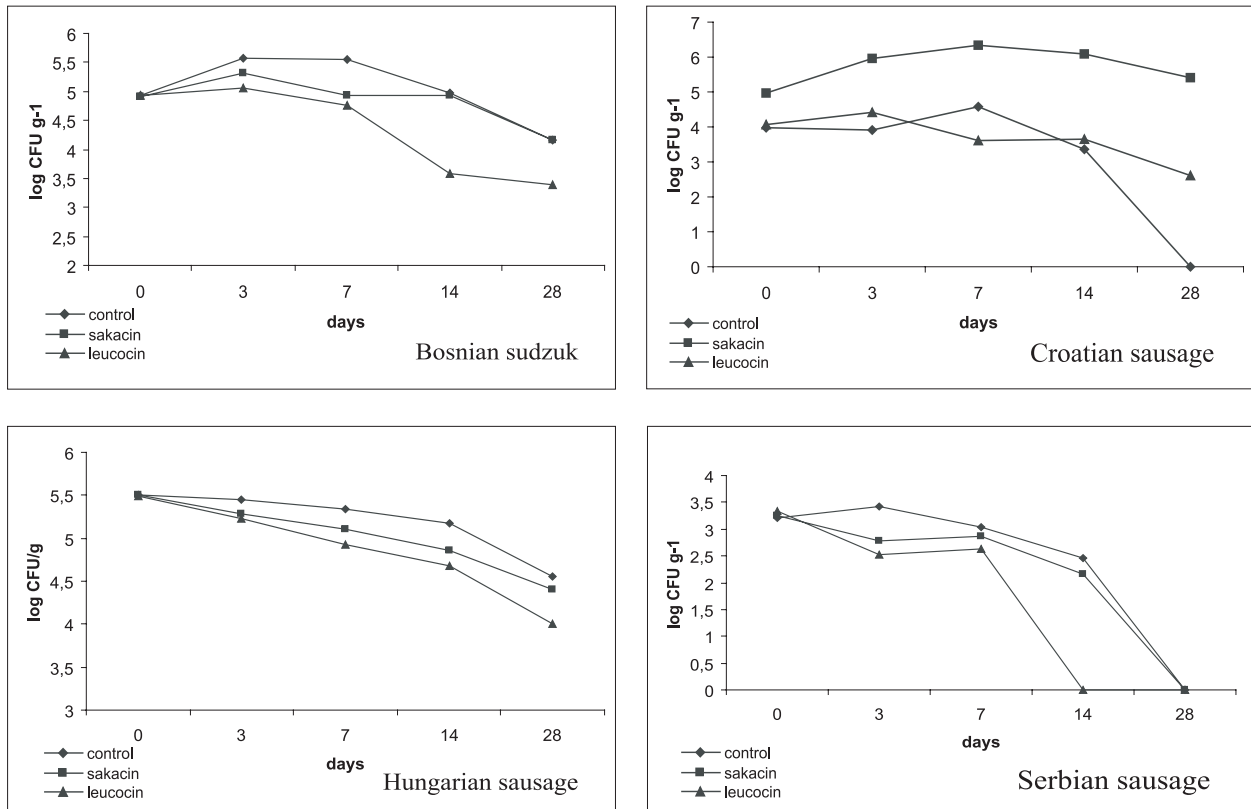 6
5,5
5
4,5
4
3,5
3
2,5
2
log CFU g-1
0 3 7 14 28
days
control
sakacin
leucocin
Bosnian sudzuk
7
6
5
4
3
2
1
0
log CFU g-1
0 3 7 14 28
days
control
sakacin
leucocin
Croatian sausage
6
5,5
5
4,5
4
3,5
3
log CFU/g
0 3 7 14 28
days
control
sakacin
leucocin
Hungarian sausage
4
3,5
3
2,5
2
1,5
1
0,5
0
log CFU g-1
0 3 7 14 28
days
control
sakacin
leucocin
Serbian sausage